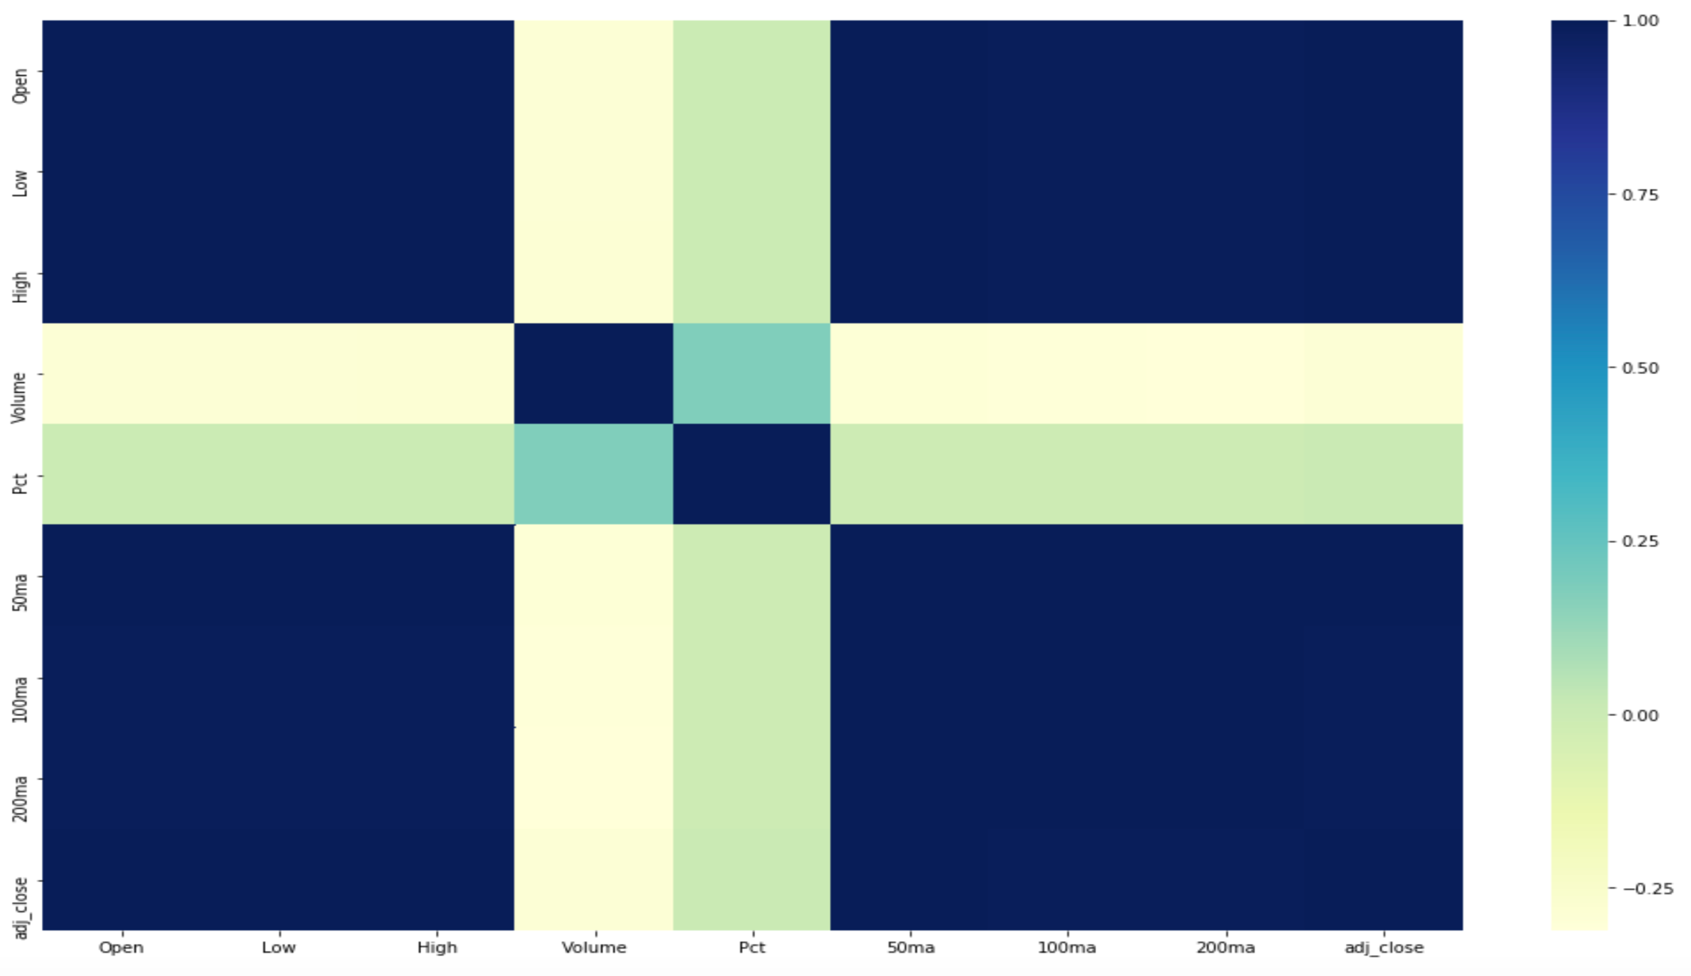 Open
Low
High
Volume
Pct
50ma
100ma
200ma
adj_close
Open Low High Volume Pct 50ma 100ma 200ma adj_close
1.00
0.75
0.50
0.25
0.00
−0.25